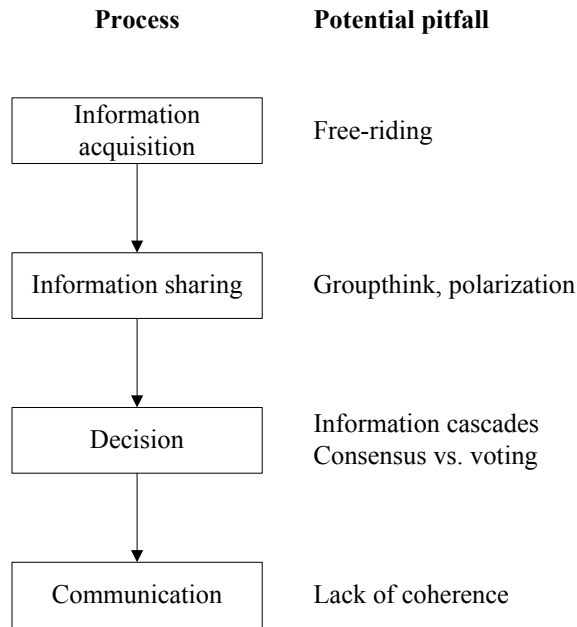 Process
Potential pitfall
Information
acquisition
Free-riding
Information sharing
Groupthink, polarization
Decision
Information cascades
Consensus vs. voting
Communication
Lack of coherence